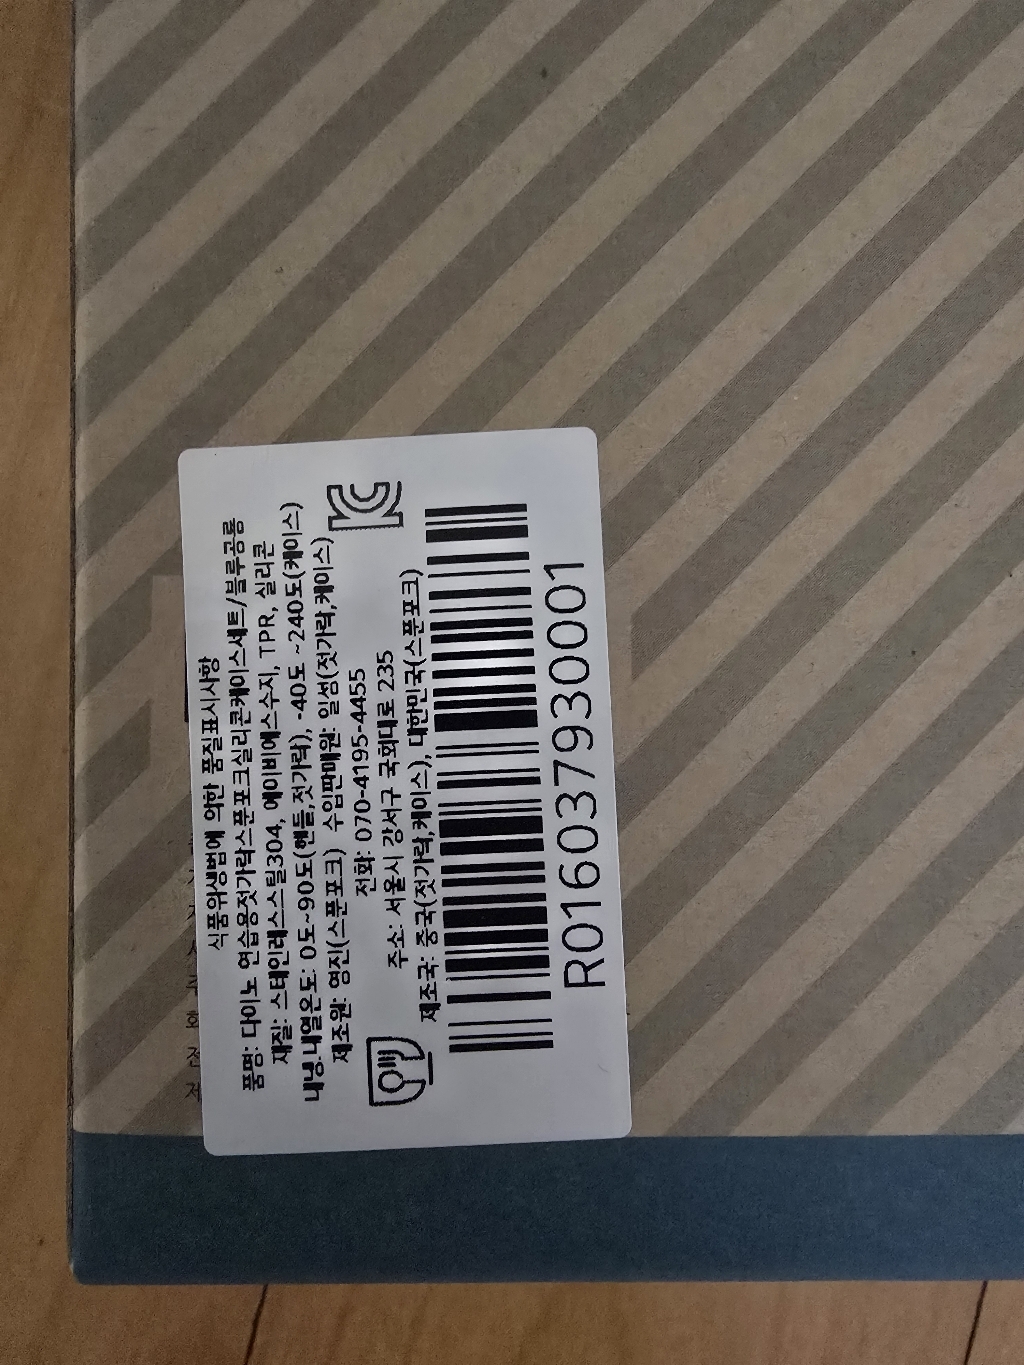 식품위생법에 의한 품질표시사항
품명: 다이노 연습용젓가락스푼포크실리콘케이스세트/블루공룡
재질: 스테인레스스틸304, 에이비에스수지, TPR, 실리콘
내냉.내열온도: 0도~90도(핸들,젓가락), -40도 ~240도(케이스)
제조원: 영진(스푼포크) 수입판매원: 일성(젓가락,케이스)
전화: 070-4195-4455
주소: 서울시 강서구 국회대로 235
제조국: 중국(젓가락,케이스), 대한민국(스푼포크)
R016037930001